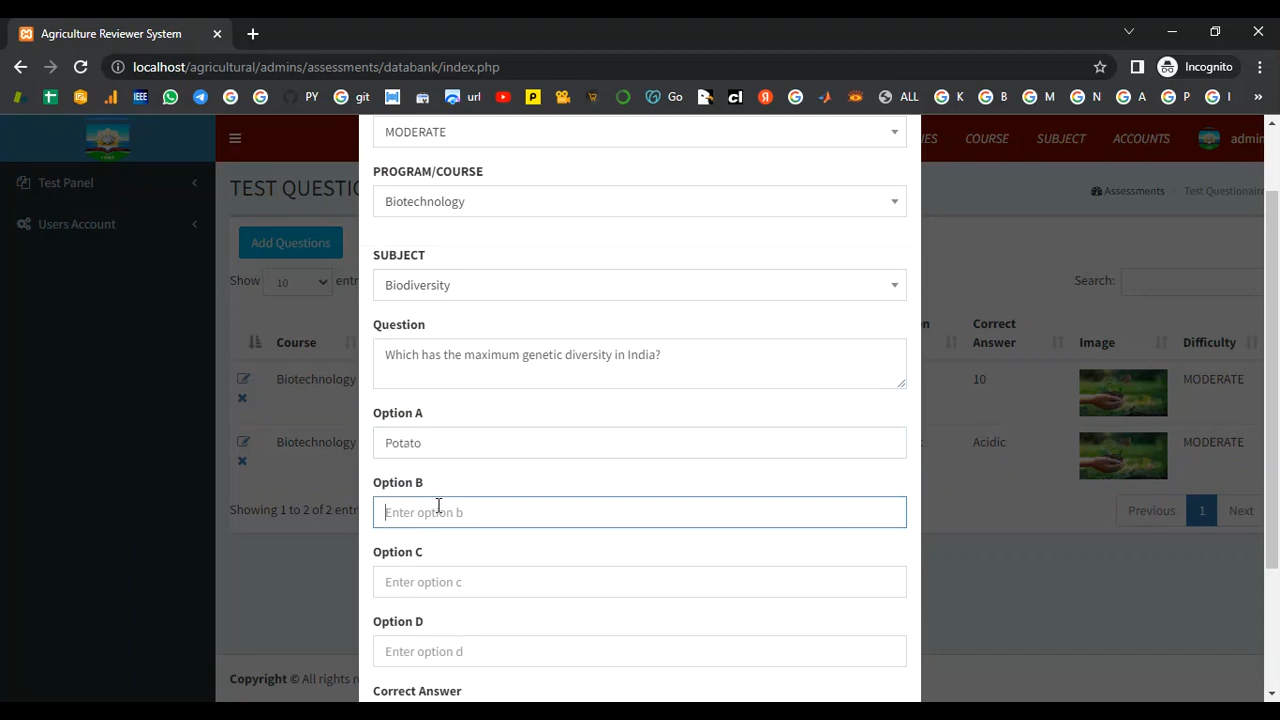 Agriculture Reviewer System
localhost/agricultural/admins/assessments/databank/index.php
Incognito
IEEE
PY
git
url
P
Go
cl
ALL
K
B
M
N
A
P
I
»
MODERATE
IES
COURSE
SUBJECT
ACCOUNTS
admin
Test Panel
Users Account
TEST QUESTIO
Assessments
Test Questionair
PROGRAM/COURSE
Biotechnology
Add Questions
SUBJECT
Biodiversity
Show 10 entr
Search:
Question
Which has the maximum genetic diversity in India?
Course
n
Correct Answer
Image
Difficulty
Biotechnology
10
MODERATE
Biotechnology
Acidic
MODERATE
Option A
Potato
Option B
Enter option b
Showing 1 to 2 of 2 entr
Previous
1
Next
Option C
Enter option c
Option D
Enter option d
Correct Answer
Copyright © All rights r